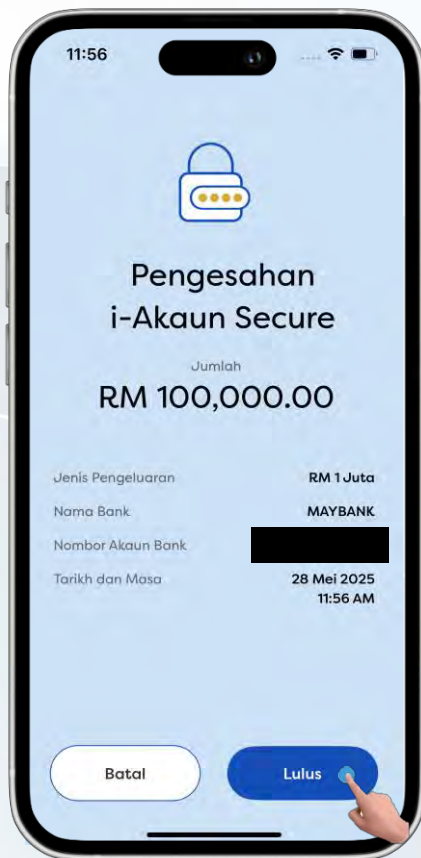 11:56
Pengesahan
i-Akaun Secure
Jumlah
RM 100,000.00
Jenis Pengeluaran RM 1 Juta
Nama Bank MAYBANK
Nombor Akaun Bank
Tarikh dan Masa 28 Mei 2025
11:56 AM
Batal Lulus